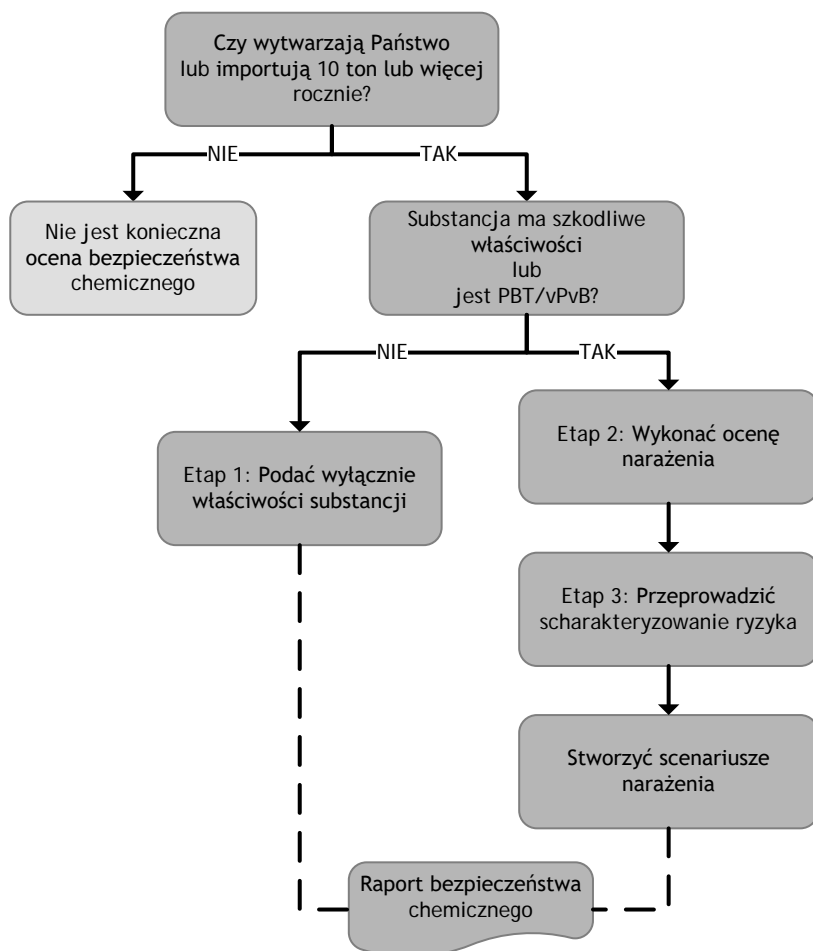 Czy wytwarzają Państwo
lub importują 10 ton lub więcej
rocznie?
NIE
TAK
Nie jest konieczna
ocena bezpieczeństwa
chemicznego
Substancja ma szkodliwe
właściwości
lub
jest PBT/vPvB?
NIE
TAK
Etap 1: Podać wyłącznie
właściwości substancji
Etap 2: Wykonać ocenę
narażenia
Etap 3: Przeprowadzić
scharakteryzowanie ryzyka
Stworzyć scenariusze
narażenia
Raport bezpieczeństwa
chemicznego